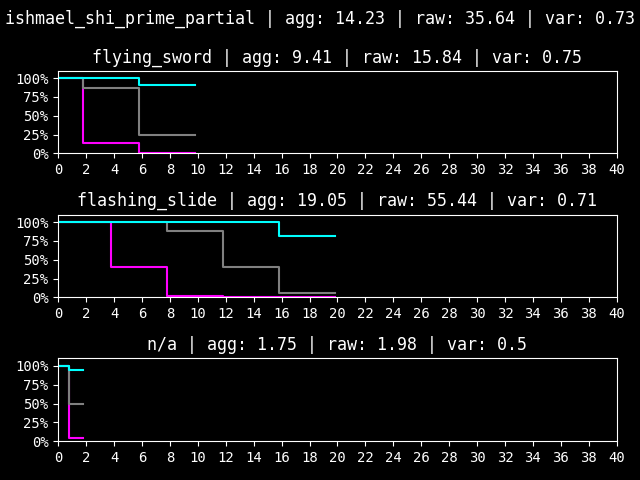 ishmael_shi_prime_partial | agg: 14.23 | raw: 35.64 | var: 0.73
flying_sword | agg: 9.41 | raw: 15.84 | var: 0.75
100%
75%
50%
25%
0%
0 2 4 6 8 10 12 14 16 18 20 22 24 26 28 30 32 34 36 38 40
flashing_slide | agg: 19.05 | raw: 55.44 | var: 0.71
100%
75%
50%
25%
0%
0 2 4 6 8 10 12 14 16 18 20 22 24 26 28 30 32 34 36 38 40
n/a | agg: 1.75 | raw: 1.98 | var: 0.5
100%
75%
50%
25%
0%
0 2 4 6 8 10 12 14 16 18 20 22 24 26 28 30 32 34 36 38 40